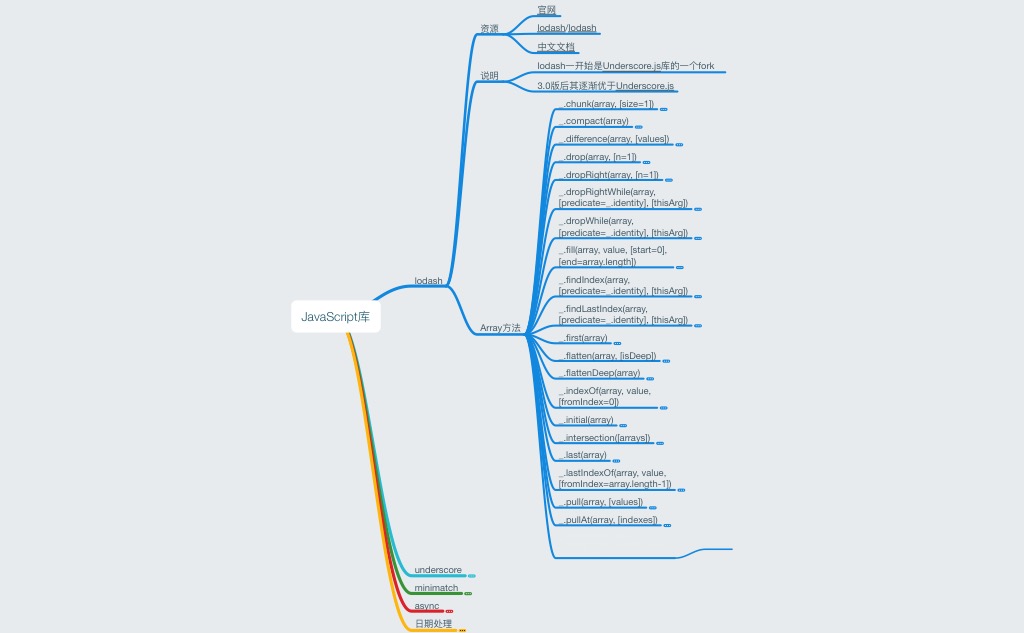 JavaScript库
lodash
资源
官网
lodash/lodash
中文文档
说明
lodash一开始是Underscore.js库的一个fork
3.0版后其逐渐优于Underscore.js
Array方法
_.chunk(array, [size=1])
_.compact(array)
_.difference(array, [values])
_.drop(array, [n=1])
_.dropRight(array, [n=1])
_.dropRightWhile(array,
[predicate=_.identity], [thisArg])
_.dropWhile(array,
[predicate=_.identity], [thisArg])
_.fill(array, value, [start=0],
[end=array.length])
_.findIndex(array,
[predicate=_.identity], [thisArg])
_.findLastIndex(array,
[predicate=_.identity], [thisArg])
_.first(array)
_.flatten(array, [isDeep])
_.flattenDeep(array)
_.indexOf(array, value,
[fromIndex=0])
_.initial(array)
_.intersection([arrays])
_.last(array)
_.lastIndexOf(array, value,
[fromIndex=array.length-1])
_.pull(array, [values])
_.pullAt(array, [indexes])
underscore
minimatch
async
日期处理